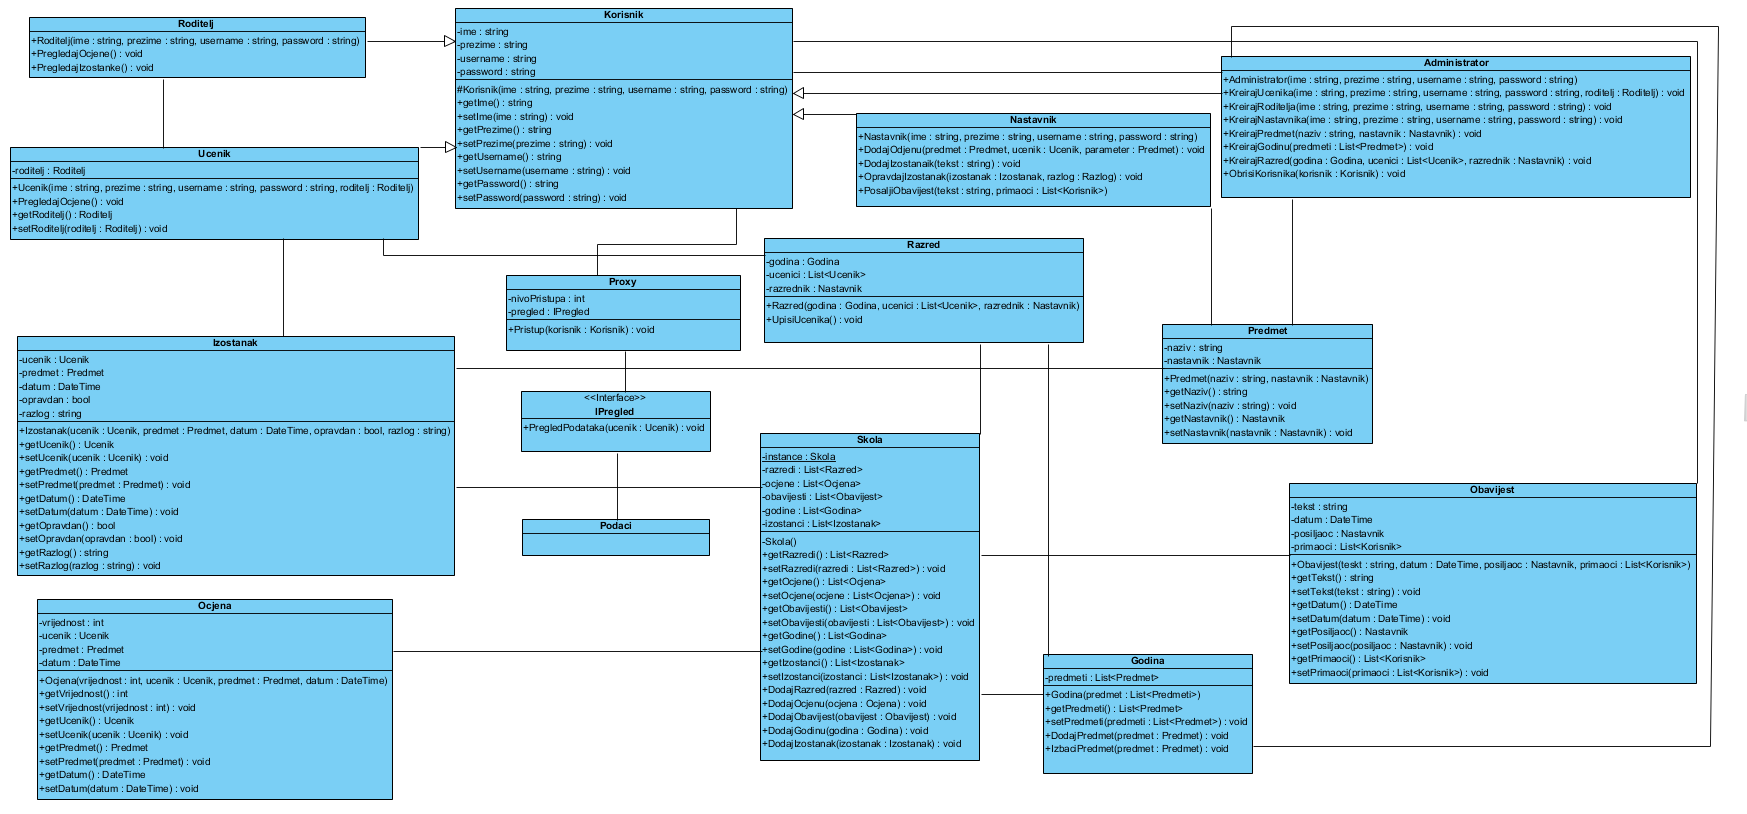 Roditelj
+Roditelj(ime : string, prezime : string, username : string, password : string)
+PregledajOcjene() : void
+PregledajIzostanke() : void
Korisnik
-ime : string
-prezime : string
-username : string
-password : string
#Korisnik(ime : string, prezime : string, username : string, password : string)
+getIme() : string
+setIme(ime : string) : void
+getPrezime() : string
+setPrezime(prezime : string) : void
+getUsername() : string
+setUsername(username : string) : void
+getPassword() : string
+setPassword(password : string) : void
Administrator
+Administrator(ime : string, prezime : string, username : string, password : string)
+KreirajUcenika(ime : string, prezime : string, username : string, password : string, roditelj : Roditelj) : void
+KreirajRoditelja(ime : string, prezime : string, username : string, password : string) : void
+KreirajNastavnika(ime : string, prezime : string, username : string, password : string) : void
+KreirajPredmet(naziv : string, nastavnik : Nastavnik) : void
+KreirajGodinu(predmeti : List<Predmet>) : void
+KreirajRazred(godina : Godina, ucenici : List<Ucenik>, razrednik : Nastavnik) : void
+ObrisiKorisnika(korisnik : Korisnik) : void
Nastavnik
+Nastavnik(ime : string, prezime : string, username : string, password : string)
+DodajOdjenu(predmet : Predmet, ucenik : Ucenik, parameter : Predmet) : void
+DodajIzostanaik(tekst : string) : void
+OpravdajIzostanak(izostanak : Izostanak, razlog : Razlog) : void
+PosaljiObavijest(tekst : string, primaoci : List<Korisnik>)
Ucenik
-roditelj : Roditelj
+Ucenik(ime : string, prezime : string, username : string, password : string, roditelj : Roditelj)
+PregledajOcjene() : void
+getRoditelj() : Roditelj
+setRoditelj(roditelj : Roditelj) : void
Razred
-godina : Godina
-ucenici : List<Ucenik>
-razrednik : Nastavnik
+Razred(godina : Godina, ucenici : List<Ucenik>, razrednik : Nastavnik)
+UpisiUcenika() : void
Proxy
-nivoPristupa : int
-pregled : IPregled
+Pristup(korisnik : Korisnik) : void
Predmet
-naziv : string
-nastavnik : Nastavnik
+Predmet(naziv : string, nastavnik : Nastavnik)
+getNaziv() : string
+setNaziv(naziv : string) : void
+getNastavnik() : Nastavnik
+setNastavnik(nastavnik : Nastavnik) : void
Izostanak
-ucenik : Ucenik
-predmet : Predmet
-datum : DateTime
-opravdan : bool
-razlog : string
+Izostanak(ucenik : Ucenik, predmet : Predmet, datum : DateTime, opravdan : bool, razlog : string)
+getUcenik() : Ucenik
+setUcenik(ucenik : Ucenik) : void
+getPredmet() : Predmet
+setPredmet(predmet : Predmet) : void
+getDatum() : DateTime
+setDatum(datum : DateTime) : void
+getOpravdan() : bool
+setOpravdan(opravdan : bool) : void
+getRazlog() : string
+setRazlog(razlog : string) : void
<<Interface>>
IPregled
+PregledPodataka(ucenik : Ucenik) : void
Podaci
Skola
-instance : Skola
-razredi : List<Razred>
-ocjene : List<Ocjena>
-obavijesti : List<Obavijest>
-godine : List<Godina>
-izostanci : List<Izostanak>
-Skola()
+getRazredi() : List<Razred>
+setRazredi(razredi : List<Razred>) : void
+getOcjene() : List<Ocjena>
+setOcjene(ocjene : List<Ocjena>) : void
+getObavijesti() : List<Obavijest>
+setObavijesti(obavijesti : List<Obavijest>) : void
+getGodine() : List<Godina>
+setGodine(godine : List<Godina>) : void
+getIzostanci() : List<Izostanak>
+setIzostanci(izostanci : List<Izostanak>) : void
+DodajRazred(razred : Razred) : void
+DodajOcjenu(ocjena : Ocjena) : void
+DodajObavijest(obavijest : Obavijest) : void
+DodajGodinu(godina : Godina) : void
+DodajIzostanak(izostanak : Izostanak) : void
Obavijest
-tekst : string
-datum : DateTime
-posiljaoc : Nastavnik
-primaoci : List<Korisnik>
+Obavijest(teskt : string, datum : DateTime, posiljaoc : Nastavnik, primaoci : List<Korisnik>)
+getTekst() : string
+setTekst(tekst : string) : void
+getDatum() : DateTime
+setDatum(datum : DateTime) : void
+getPosiljaoc() : Nastavnik
+setPosiljaoc(posiljaoc : Nastavnik) : void
+getPrimaoci() : List<Korisnik>
+setPrimaoci(primaoci : List<Korisnik>) : void
Ocjena
-vrijednost : int
-ucenik : Ucenik
-predmet : Predmet
-datum : DateTime
+Ocjena(vrijednost : int, ucenik : Ucenik, predmet : Predmet, datum : DateTime)
+getVrijednost() : int
+setVrijednost(vrijednost : int) : void
+getUcenik() : Ucenik
+setUcenik(ucenik : Ucenik) : void
+getPredmet() : Predmet
+setPredmet(predmet : Predmet) : void
+getDatum() : DateTime
+setDatum(datum : DateTime) : void
Godina
-predmeti : List<Predmet>
+Godina(predmet : List<Predmeti>)
+getPredmeti() : List<Predmet>
+setPredmeti(predmeti : List<Predmet>) : void
+DodajPredmet(predmet : Predmet) : void
+IzbaciPredmet(predmet : Predmet) : void